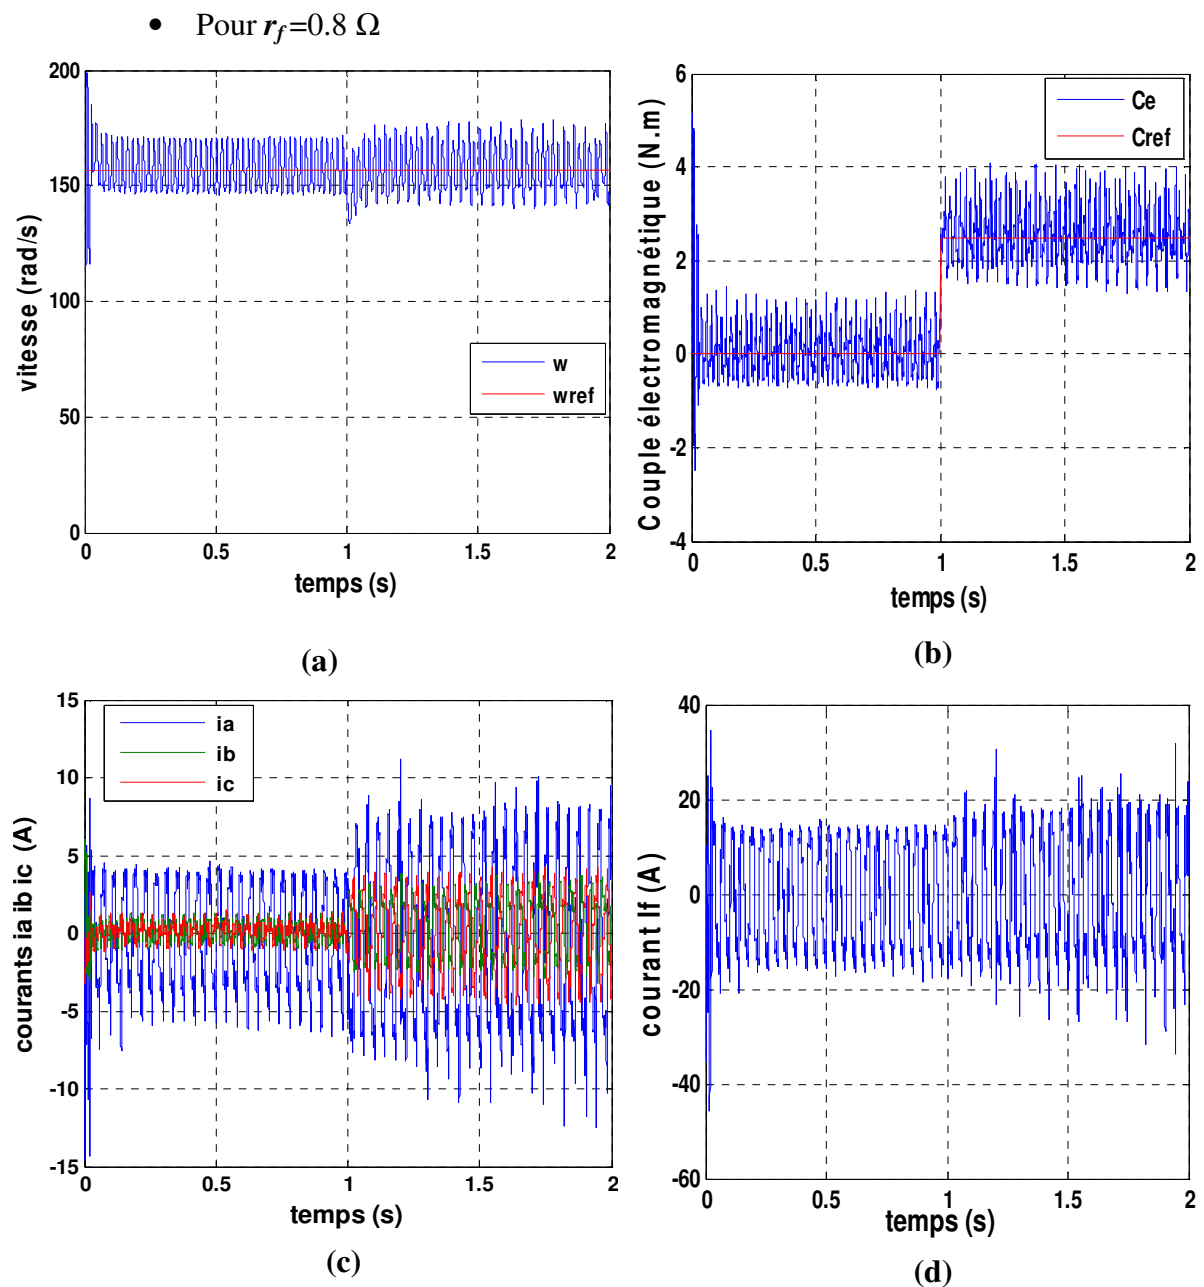 • Pour r_f=0.8 Ω
200
150
100
50
0
0
0.5
1
1.5
2
vitesse (rad/s)
temps (s)
w
wref
(a)
6
4
2
0
-2
-4
0
0.5
1
1.5
2
Couple électromagnétique (N.m)
temps (s)
Ce
Cref
(b)
15
10
5
0
-5
-10
-15
0
0.5
1
1.5
2
courants ia ib ic (A)
temps (s)
ia
ib
ic
(c)
40
20
0
-20
-40
-60
0
0.5
1
1.5
2
courant If (A)
temps (s)
(d)